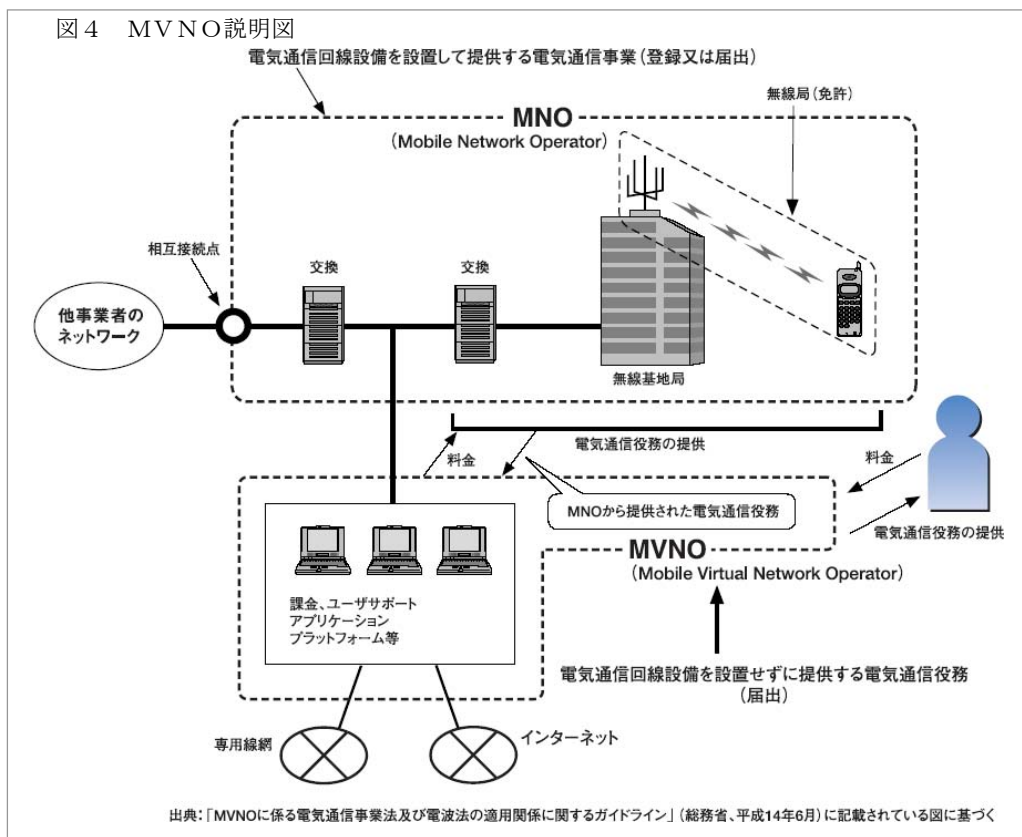 図４　ＭＶＮＯ説明図
電気通信回線設備を設置して提供する電気通信事業(登録又は届出)
無線局(免許)
MNO
(Mobile Network Operator)
相互接続点
交換
交換
他事業者の
ネットワーク
無線基地局
電気通信役務の提供
料金
料金
MNOから提供された電気通信役務
電気通信役務の提供
MVNO
(Mobile Virtual Network Operator)
課金、ユーザサポート
アプリケーション
プラットフォーム等
電気通信回線設備を設置せずに提供する電気通信役務
(届出)
専用線網
インターネット
出典：「MVNOに係る電気通信事業法及び電波法の適用関係に関するガイドライン」(総務省、平成14年6月)に記載されている図に基づく